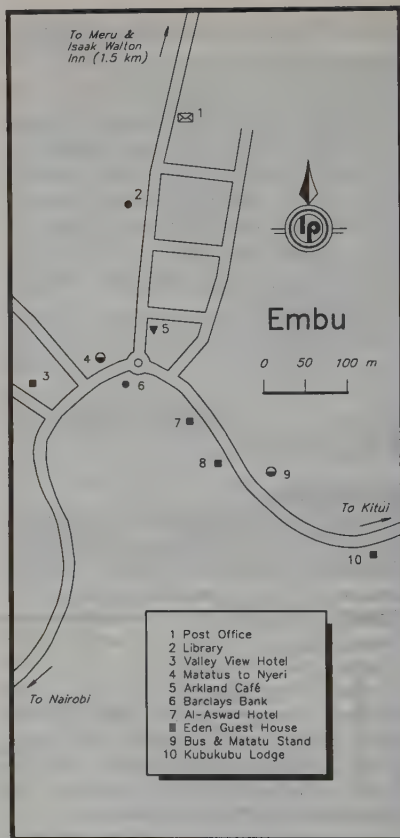 To Meru &
Isaak Walton
Inn (1.5 km)
1
2
lp
Embu
5
0 50 100 m
4
3
6
7
8
9
To Kitui
10
1 Post Office
2 Library
3 Valley View Hotel
4 Matatus to Nyeri
5 Arkland Café
6 Barclays Bank
7 Al-Aswad Hotel
■ Eden Guest House
9 Bus & Matatu Stand
10 Kubukubu Lodge
To Nairobi